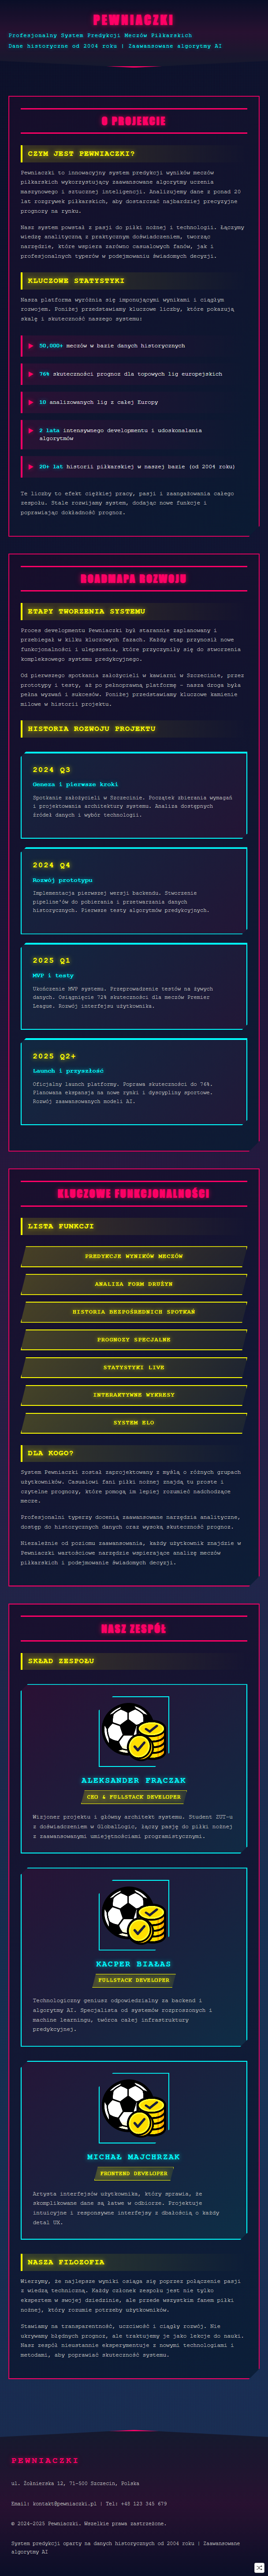 PEWNIACZKI
Profesjonalny System Predykcji Meczów Piłkarskich
Dane historyczne od 2004 roku | Zaawansowane algorytmy AI
O PROJEKCIE
CZYM JEST PEWNIACZKI?
Pewniaczki to innowacyjny system predykcji wyników meczów
piłkarskich wykorzystujący zaawansowane algorytmy uczenia
maszynowego i sztucznej inteligencji. Analizujemy dane z ponad 20
lat rozgrywek piłkarskich, aby dostarczać najbardziej precyzyjne
prognozy na rynku.
Nasz system powstał z pasji do piłki nożnej i technologii. Łączymy
wiedzę analityczną z praktycznym doświadczeniem, tworząc
narzędzie, które wspiera zarówno casualowych fanów, jak i
profesjonalnych typerów w podejmowaniu świadomych decyzji.
KLUCZOWE STATYSTYKI
Nasza platforma wyróżnia się imponującymi wynikami i ciągłym
rozwojem. Poniżej przedstawiamy kluczowe liczby, które pokazują
skalę i skuteczność naszego systemu:
▶ 50,000+ meczów w bazie danych historycznych
▶ 76% skuteczności prognoz dla topowych lig europejskich
▶ 10 analizowanych lig z całej Europy
▶ 2 lata intensywnego developmentu i udoskonalania
algorytmów
▶ 20+ lat historii piłkarskiej w naszej bazie (od 2004 roku)
Te liczby to efekt ciężkiej pracy, pasji i zaangażowania całego
zespołu. Stale rozwijamy system, dodając nowe funkcje i
poprawiając dokładność prognoz.
ROADMAPA ROZWOJU
ETAPY TWORZENIA SYSTEMU
Proces developmentu Pewniaczki był starannie zaplanowany i
przebiegał w kilku kluczowych fazach. Każdy etap przynosił nowe
funkcjonalności i ulepszenia, które przyczyniły się do stworzenia
kompleksowego systemu predykcyjnego.
Od pierwszego spotkania założycieli w kawiarni w Szczecinie, przez
prototypy i testy, aż po pełnoprawną platformę – nasza droga była
pełna wyzwań i sukcesów. Poniżej przedstawiamy kluczowe kamienie
milowe w historii projektu.
HISTORIA ROZWOJU PROJEKTU
2024 Q3
Geneza i pierwsze kroki
Spotkanie założycieli w Szczecinie. Początek zbierania wymagań
i projektowania architektury systemu. Analiza dostępnych
źródeł danych i wybór technologii.
2024 Q4
Rozwój prototypu
Implementacja pierwszej wersji backendu. Stworzenie
pipeline'ów do pobierania i przetwarzania danych
historycznych. Pierwsze testy algorytmów predykcyjnych.
2025 Q1
MVP i testy
Ukończenie MVP systemu. Przeprowadzenie testów na żywych
danych. Osiągnięcie 72% skuteczności dla meczów Premier
League. Rozwój interfejsu użytkownika.
2025 Q2+
Launch i przyszłość
Oficjalny launch platformy. Poprawa skuteczności do 76%.
Planowana ekspansja na nowe rynki i dyscypliny sportowe.
Rozwój zaawansowanych modeli AI.
KLUCZOWE FUNKCJONALNOŚCI
LISTA FUNKCJI
PREDYKCJE WYNIKÓW MECZÓW
ANALIZA FORM DRUŻYN
HISTORIA BEZPOŚREDNICH SPOTKAŃ
PROGNOZY SPECJALNE
STATYSTYKI LIVE
INTERAKTYWNE WYKRESY
SYSTEM ELO
DLA KOGO?
System Pewniaczki został zaprojektowany z myślą o różnych grupach
użytkowników. Casualowi fani piłki nożnej znajdą tu proste i
czytelne prognozy, które pomogą im lepiej zrozumieć nadchodzące
mecze.
Profesjonalni typerzy docenią zaawansowane narzędzia analityczne,
dostęp do historycznych danych oraz wysoką skuteczność prognoz.
Niezależnie od poziomu zaawansowania, każdy użytkownik znajdzie w
Pewniaczki wartościowe narzędzie wspierające analizę meczów
piłkarskich i podejmowanie świadomych decyzji.
NASZ ZESPÓŁ
SKŁAD ZESPOŁU
ALEKSANDER FRĄCZAK
CEO & FULLSTACK DEVELOPER
Wizjoner projektu i główny architekt systemu. Student ZUT-u
z doświadczeniem w GlobalLogic, łączy pasję do piłki nożnej
z zaawansowanymi umiejętnościami programistycznymi.
KACPER BIAŁAS
FULLSTACK DEVELOPER
Technologiczny geniusz odpowiedzialny za backend i
algorytmy AI. Specjalista od systemów rozproszonych i
machine learningu, twórca całej infrastruktury
predykcyjnej.
MICHAŁ MAJCHRZAK
FRONTEND DEVELOPER
Artysta interfejsów użytkownika, który sprawia, że
skomplikowane dane są łatwe w odbiorze. Projektuje
intuicyjne i responsywne interfejsy z dbałością o każdy
detal UX.
NASZA FILOZOFIA
Wierzymy, że najlepsze wyniki osiąga się poprzez połączenie pasji
z wiedzą techniczną. Każdy członek zespołu jest nie tylko
ekspertem w swojej dziedzinie, ale przede wszystkim fanem piłki
nożnej, który rozumie potrzeby użytkowników.
Stawiamy na transparentność, uczciwość i ciągły rozwój. Nie
ukrywamy błędnych prognoz, ale traktujemy je jako lekcje do nauki.
Nasz zespół nieustannie eksperymentuje z nowymi technologiami i
metodami, aby poprawiać skuteczność systemu.
PEWNIACZKI
ul. Żołnierska 12, 71-500 Szczecin, Polska
Email: kontakt@pewniaczki.pl | Tel: +48 123 345 679
© 2024-2025 Pewniaczki. Wszelkie prawa zastrzeżone.
System predykcji oparty na danych historycznych od 2004 roku | Zaawansowane
algorytmy AI